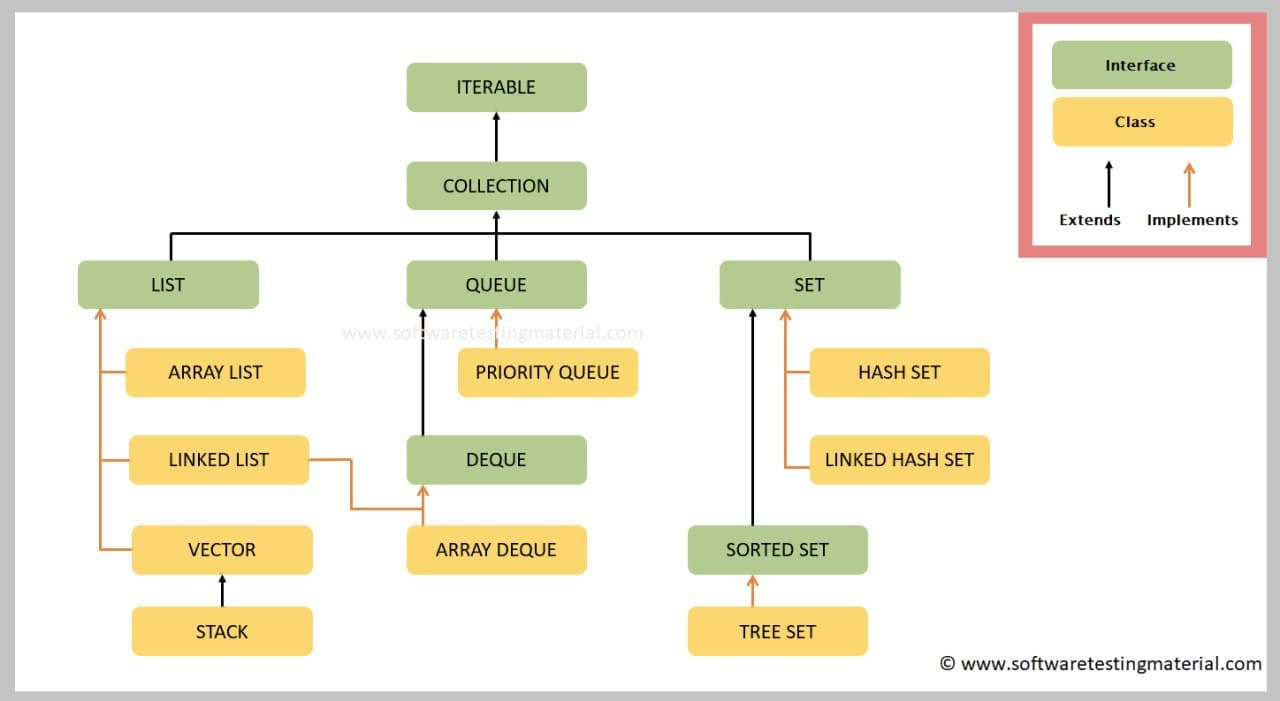 ITERABLE
Interface
Class
COLLECTION
Extends
Implements
LIST
QUEUE
SET
www.softwaretestingmaterial.com
ARRAY LIST
PRIORITY QUEUE
HASH SET
LINKED LIST
DEQUE
LINKED HASH SET
VECTOR
ARRAY DEQUE
SORTED SET
STACK
TREE SET
© www.softwaretestingmaterial.com